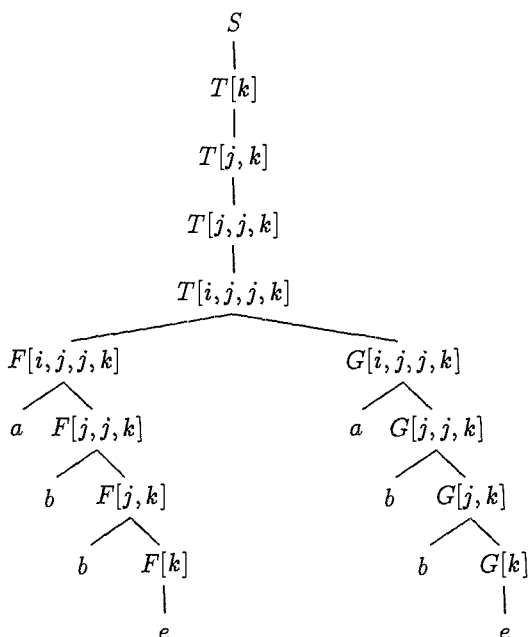 S
T[k]
T[j, k]
T[j, j, k]
T[i, j, j, k]
F[i, j, j, k] G[i, j, j, k]
a F[j, j, k] a G[j, j, k]
b F[j, k] b G[j, k]
b F[k] b G[k]
e e